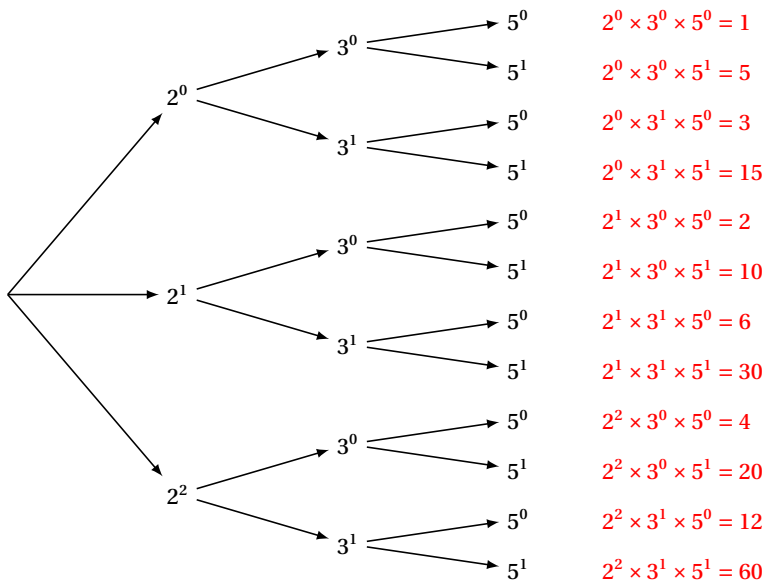 5⁰ 2⁰ × 3⁰ × 5⁰ = 1
3⁰
5¹ 2⁰ × 3⁰ × 5¹ = 5
2⁰
5⁰ 2⁰ × 3¹ × 5⁰ = 3
3¹
5¹ 2⁰ × 3¹ × 5¹ = 15
5⁰ 2¹ × 3⁰ × 5⁰ = 2
3⁰
5¹ 2¹ × 3⁰ × 5¹ = 10
2¹
5⁰ 2¹ × 3¹ × 5⁰ = 6
3¹
5¹ 2¹ × 3¹ × 5¹ = 30
5⁰ 2² × 3⁰ × 5⁰ = 4
3⁰
5¹ 2² × 3⁰ × 5¹ = 20
2²
5⁰ 2² × 3¹ × 5⁰ = 12
3¹
5¹ 2² × 3¹ × 5¹ = 60